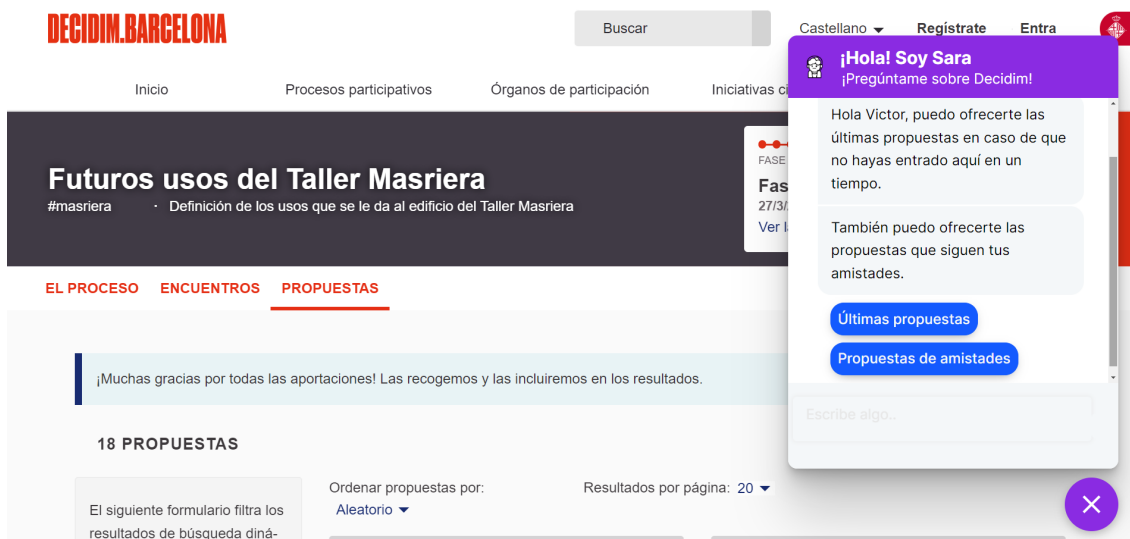 DECIDIM.BARCELONA
Buscar
Castellano
Regístrate
Entra
Inicio
Procesos participativos
Órganos de participación
Iniciativas ci
Futuros usos del Taller Masriera
#masriera · Definición de los usos que se le da al edificio del Taller Masriera
FASE
Fas
27/3/
Ver l
EL PROCESO
ENCUENTROS
PROPUESTAS
¡Muchas gracias por todas las aportaciones! Las recogemos y las incluiremos en los resultados.
18 PROPUESTAS
El siguiente formulario filtra los
resultados de búsqueda diná-
Ordenar propuestas por:
Aleatorio
Resultados por página: 20
¡Hola! Soy Sara
¡Pregúntame sobre Decidim!
Hola Victor, puedo ofrecerte las
últimas propuestas en caso de que
no hayas entrado aquí en un
tiempo.
También puedo ofrecerte las
propuestas que siguen tus
amistades.
Últimas propuestas
Propuestas de amistades
Escribe algo..